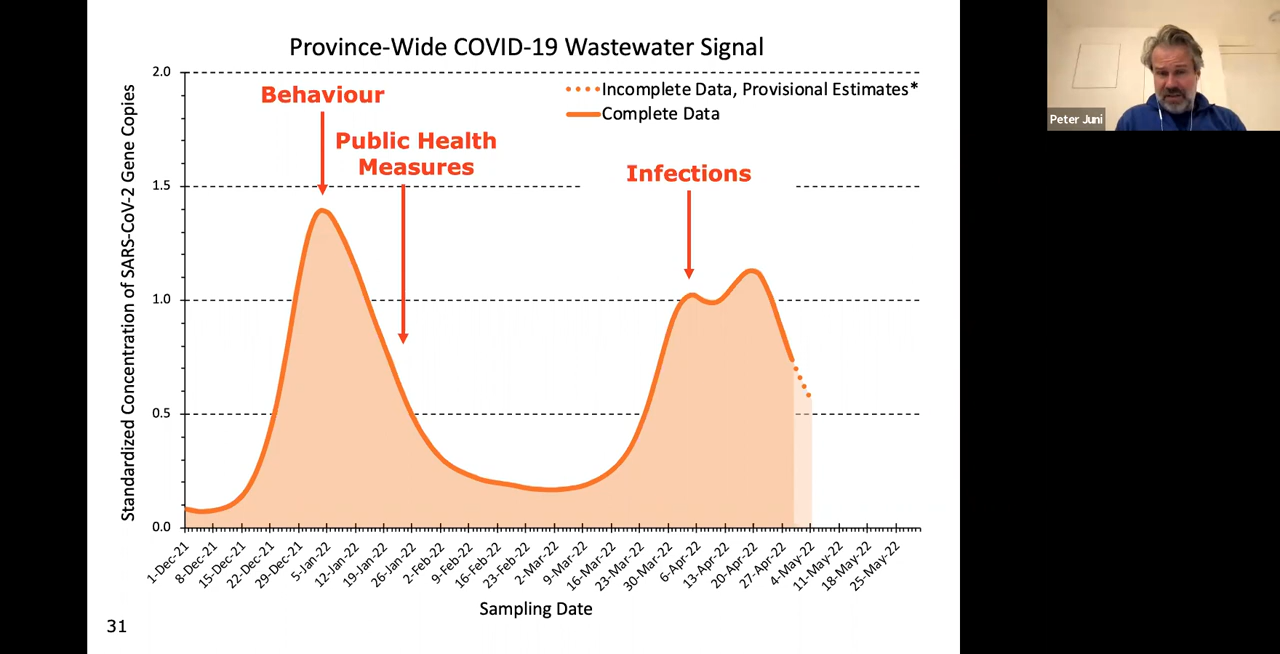 Province-Wide COVID-19 Wastewater Signal
Standardized Concentration of SARS-CoV-2 Gene Copies
2.0
1.5
1.0
0.5
0.0
Behaviour
Public Health
Measures
Infections
Incomplete Data, Provisional Estimates*
Complete Data
1-Dec-21
8-Dec-21
15-Dec-21
22-Dec-21
29-Dec-21
5-Jan-22
12-Jan-22
19-Jan-22
26-Jan-22
2-Feb-22
9-Feb-22
16-Feb-22
23-Feb-22
2-Mar-22
9-Mar-22
16-Mar-22
23-Mar-22
30-Mar-22
6-Apr-22
13-Apr-22
20-Apr-22
27-Apr-22
4-May-22
11-May-22
18-May-22
25-May-22
Sampling Date
31
Peter Juni